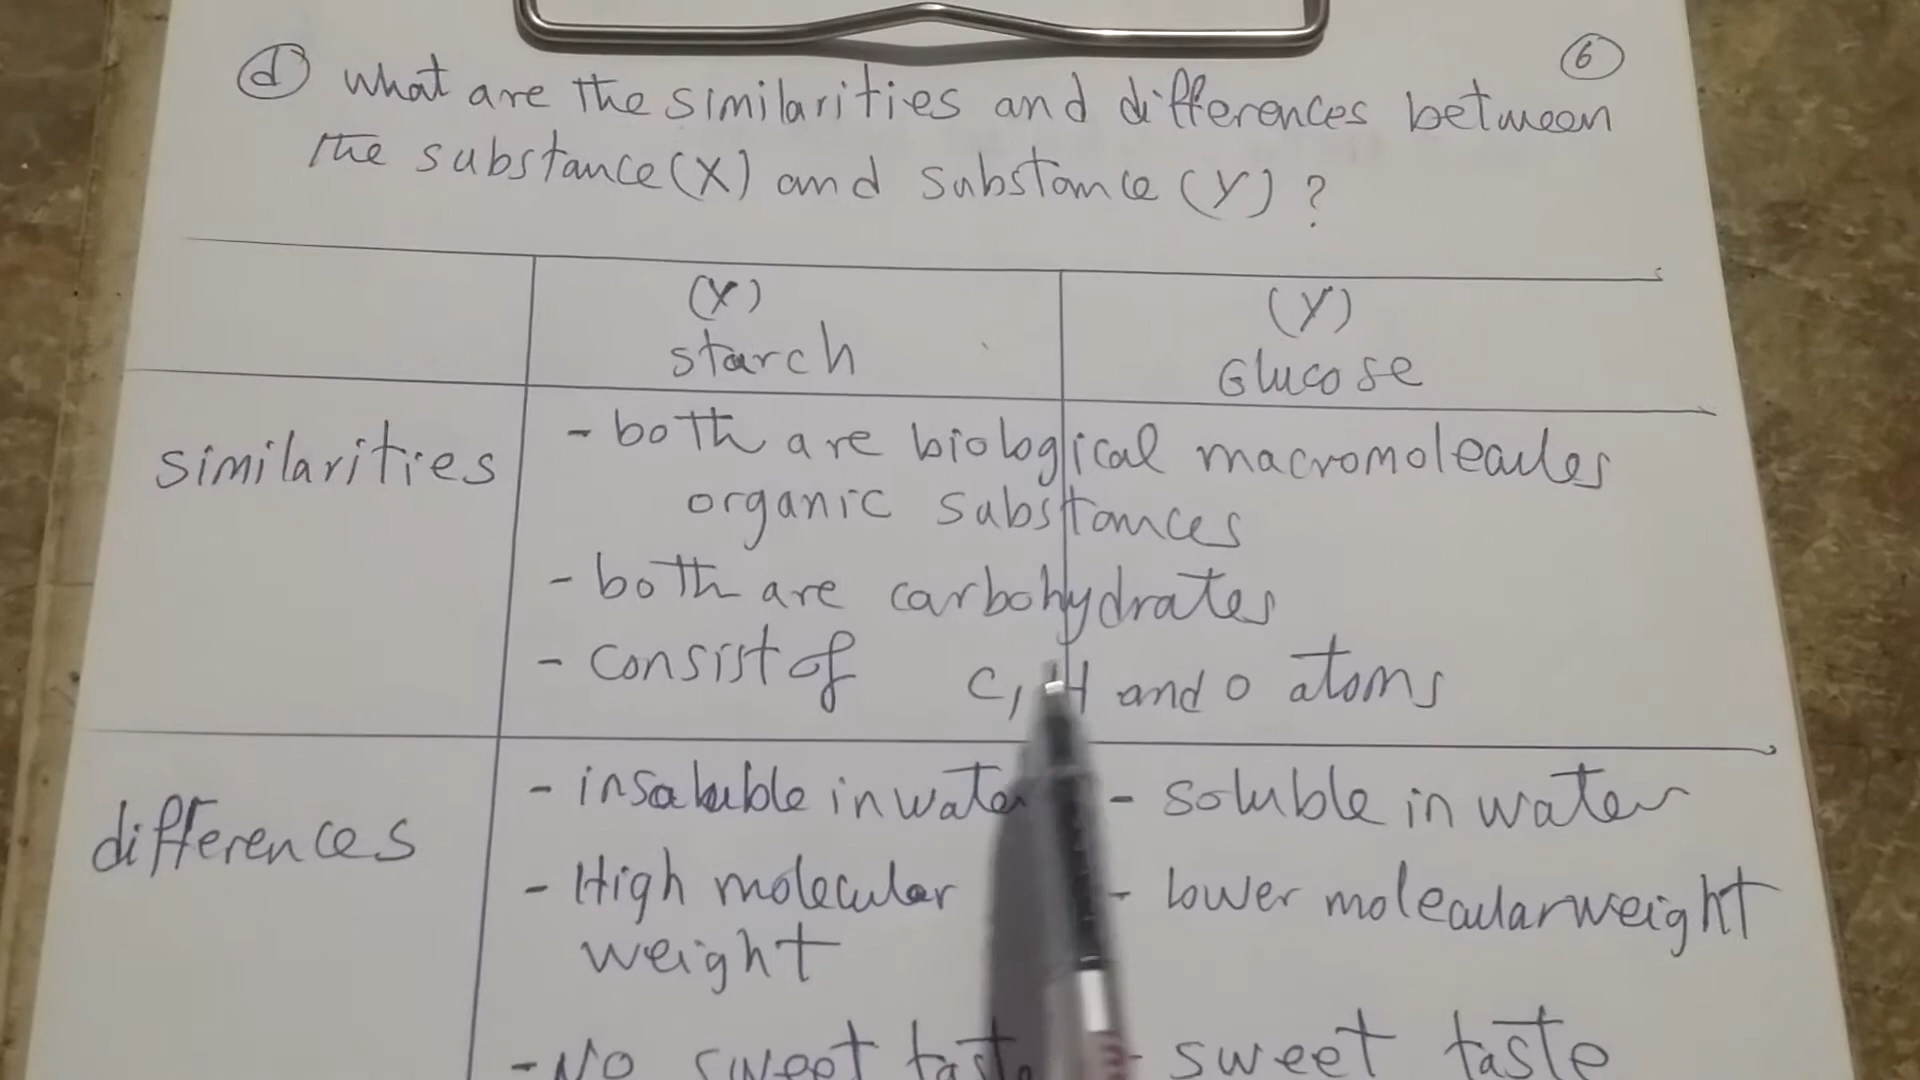 d What are the similarities and differences between
6
the substance (X) and substance (Y) ?
(X)
starch
(Y)
Glucose
similarities
- both are biological macromolecules
organic substances
- both are carbohydrates
- consist of C, H and O atoms
differences
- insoluble in water
- soluble in water
- High molecular
weight
- lower molecular weight
- No sweet taste
- sweet taste